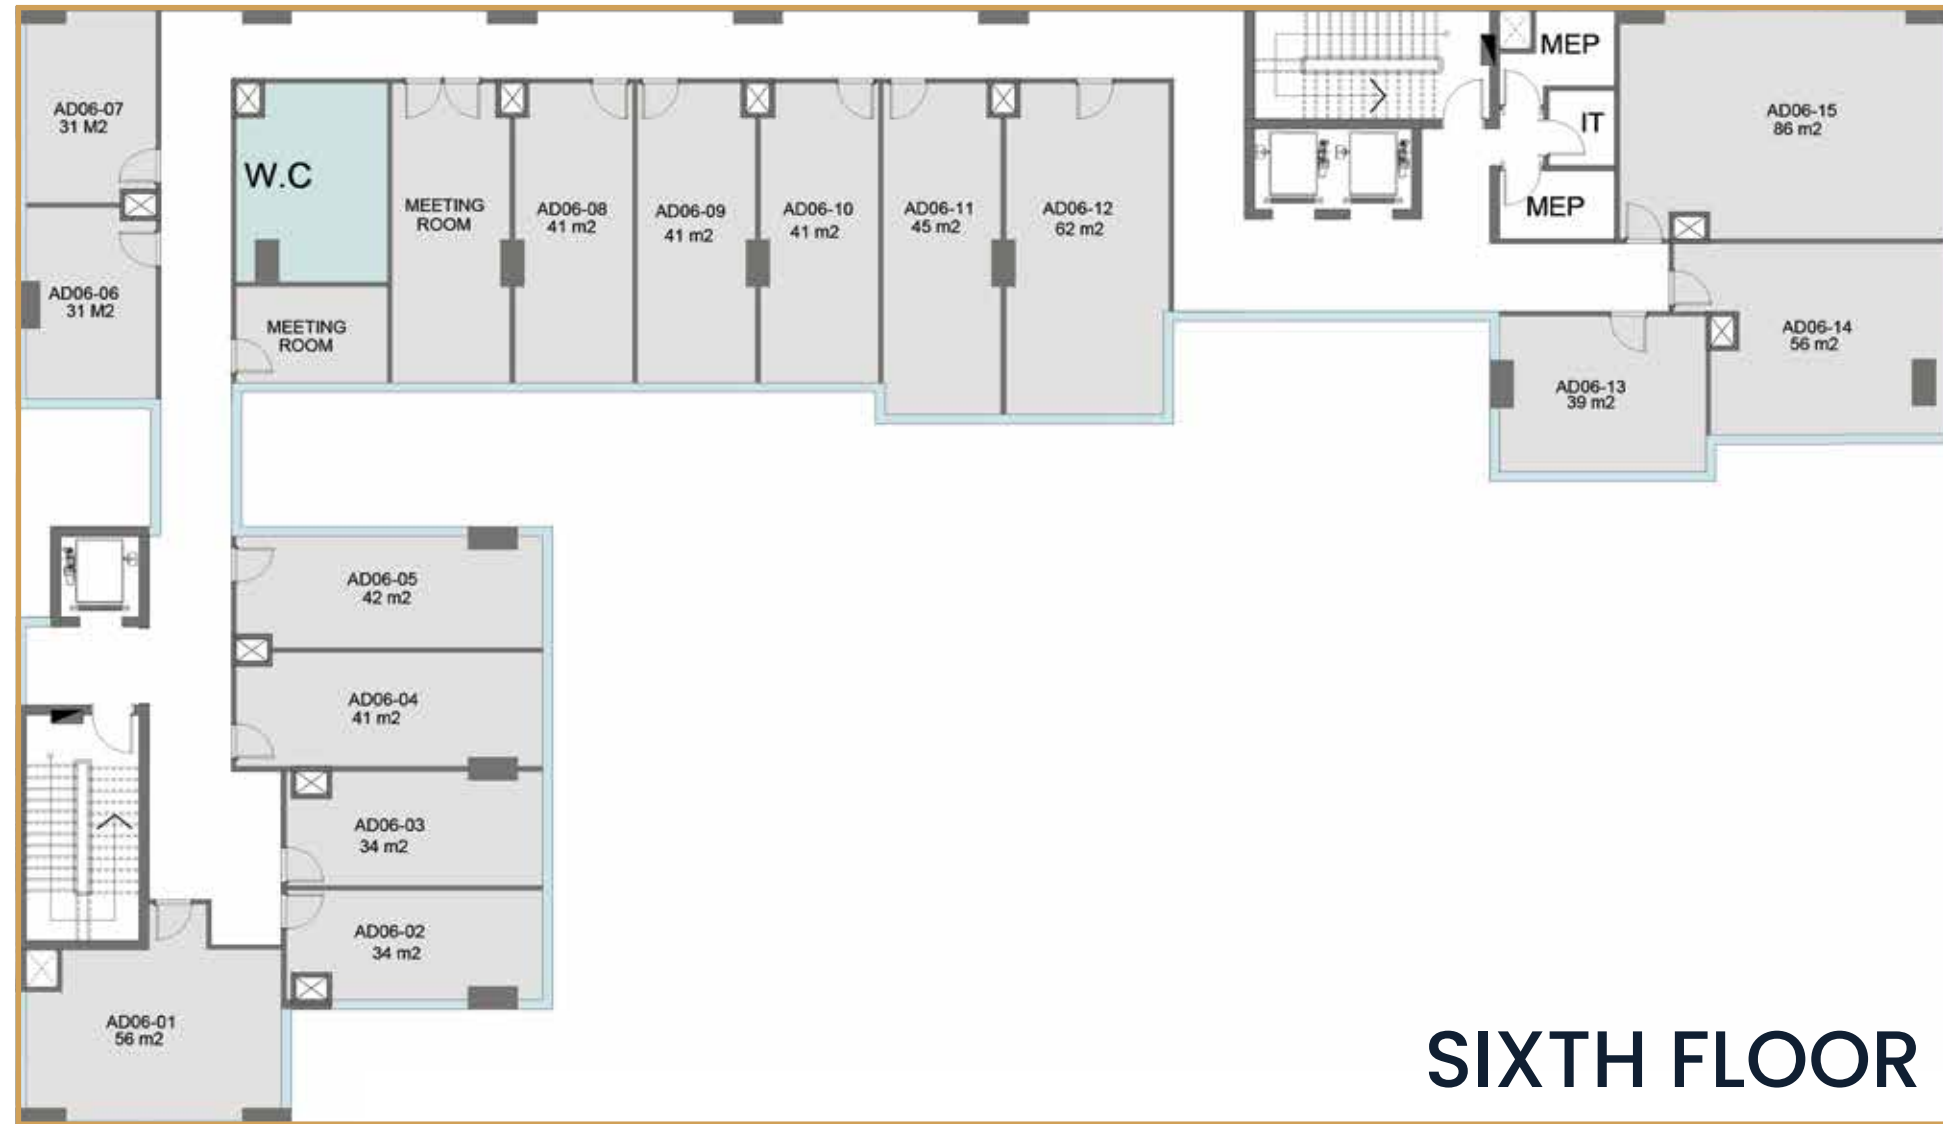 MEP
AD06-07
31 M2
AD06-15
86 m2
IT
W.C
MEETING
ROOM
AD06-08
41 m2
AD06-09
41 m2
AD06-10
41 m2
AD06-11
45 m2
AD06-12
62 m2
MEP
AD06-06
31 M2
MEETING
ROOM
AD06-14
56 m2
AD06-13
39 m2
AD06-05
42 m2
AD06-04
41 m2
AD06-03
34 m2
AD06-02
34 m2
AD06-01
56 m2
SIXTH FLOOR